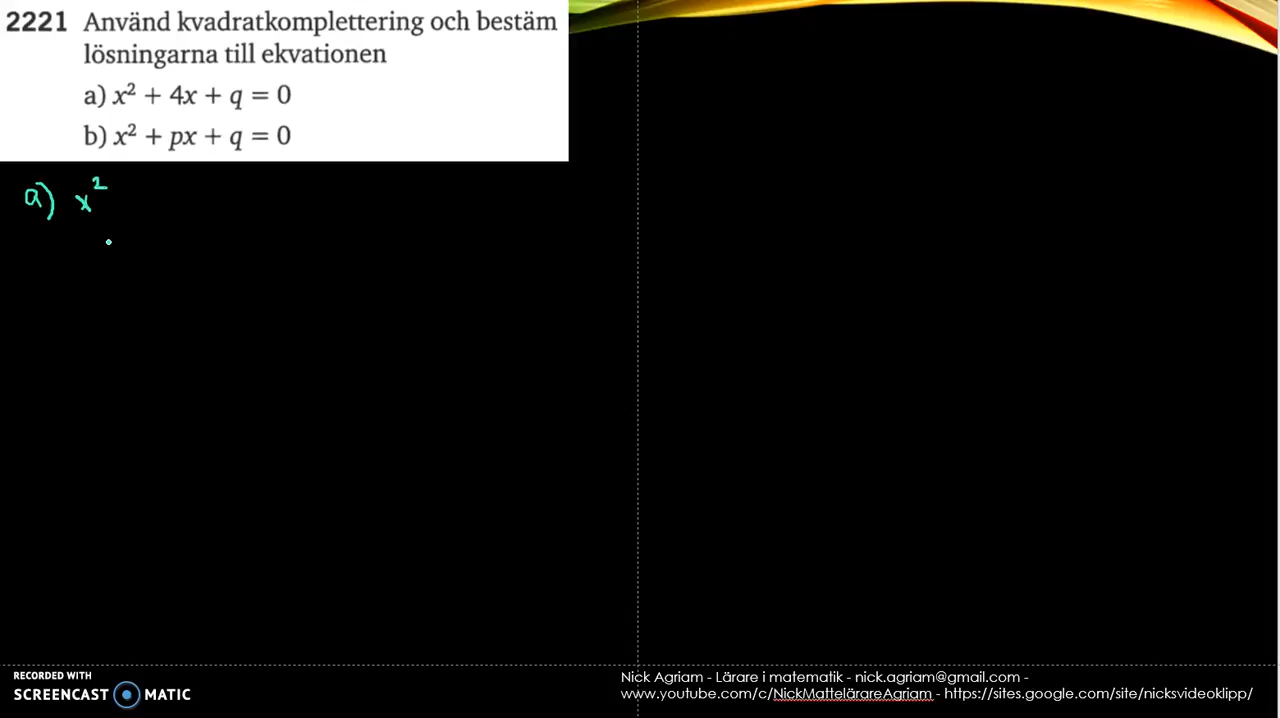 2221 Använd kvadratkomplettering och bestäm
lösningarna till ekvationen
a) x² + 4x + q = 0
b) x² + px + q = 0
a) x²
RECORDED WITH
SCREENCAST MATIC
Nick Agriam - Lärare i matematik - nick.agriam@gmail.com -
www.youtube.com/c/NickMattelärareAgriam - https://sites.google.com/site/nicksvideoklipp/